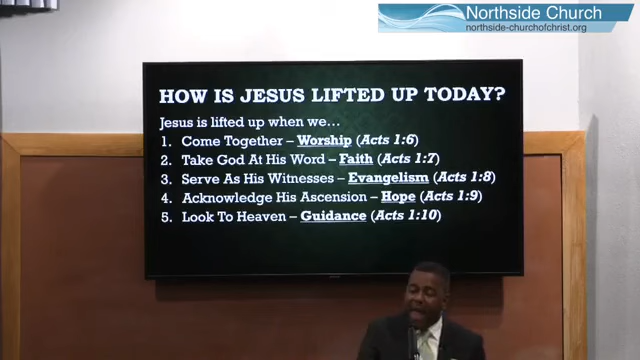 Northside Church
northside-churchofchrist.org
HOW IS JESUS LIFTED UP TODAY?
Jesus is lifted up when we…
1. Come Together – Worship (Acts 1:6)
2. Take God At His Word – Faith (Acts 1:7)
3. Serve As His Witnesses – Evangelism (Acts 1:8)
4. Acknowledge His Ascension – Hope (Acts 1:9)
5. Look To Heaven – Guidance (Acts 1:10)